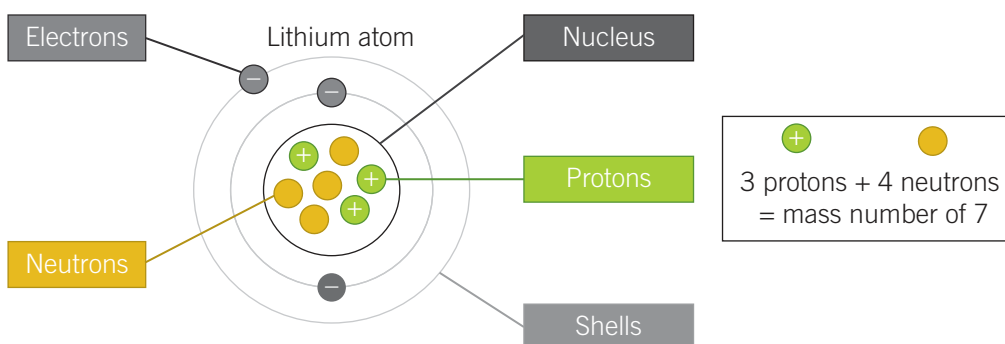 Electrons
Lithium atom
Nucleus
− −
+
+
+
Protons
+
3 protons + 4 neutrons
= mass number of 7
Neutrons
−
Shells